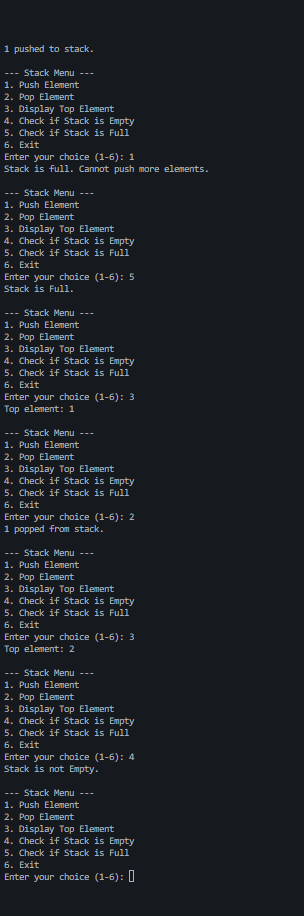 1 pushed to stack.

--- Stack Menu ---
1. Push Element
2. Pop Element
3. Display Top Element
4. Check if Stack is Empty
5. Check if Stack is Full
6. Exit
Enter your choice (1-6): 1
Stack is full. Cannot push more elements.

--- Stack Menu ---
1. Push Element
2. Pop Element
3. Display Top Element
4. Check if Stack is Empty
5. Check if Stack is Full
6. Exit
Enter your choice (1-6): 5
Stack is Full.

--- Stack Menu ---
1. Push Element
2. Pop Element
3. Display Top Element
4. Check if Stack is Empty
5. Check if Stack is Full
6. Exit
Enter your choice (1-6): 3
Top element: 1

--- Stack Menu ---
1. Push Element
2. Pop Element
3. Display Top Element
4. Check if Stack is Empty
5. Check if Stack is Full
6. Exit
Enter your choice (1-6): 2
1 popped from stack.

--- Stack Menu ---
1. Push Element
2. Pop Element
3. Display Top Element
4. Check if Stack is Empty
5. Check if Stack is Full
6. Exit
Enter your choice (1-6): 3
Top element: 2

--- Stack Menu ---
1. Push Element
2. Pop Element
3. Display Top Element
4. Check if Stack is Empty
5. Check if Stack is Full
6. Exit
Enter your choice (1-6): 4
Stack is not Empty.

--- Stack Menu ---
1. Push Element
2. Pop Element
3. Display Top Element
4. Check if Stack is Empty
5. Check if Stack is Full
6. Exit
Enter your choice (1-6):